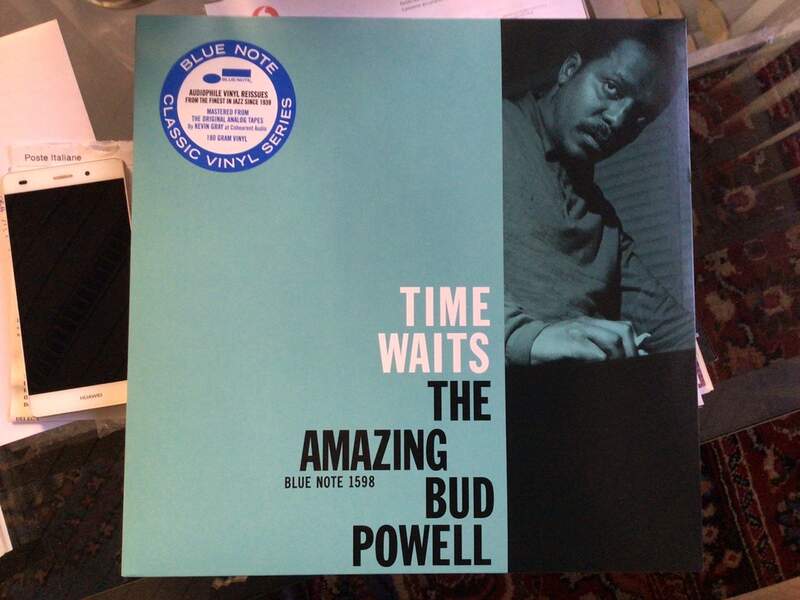 BLUE NOTE
BLUE NOTE
AUDIOPHILE VINYL REISSUES
FROM THE FINEST IN JAZZ SINCE 1939
MASTERED FROM
THE ORIGINAL ANALOG TAPES
By KEVIN GRAY at Cohearent Audio
180 GRAM VINYL
CLASSIC VINYL SERIES
Poste Italiane
HUAWEI
TIME
WAITS
THE
AMAZING
BLUE NOTE 1598
BUD
POWELL